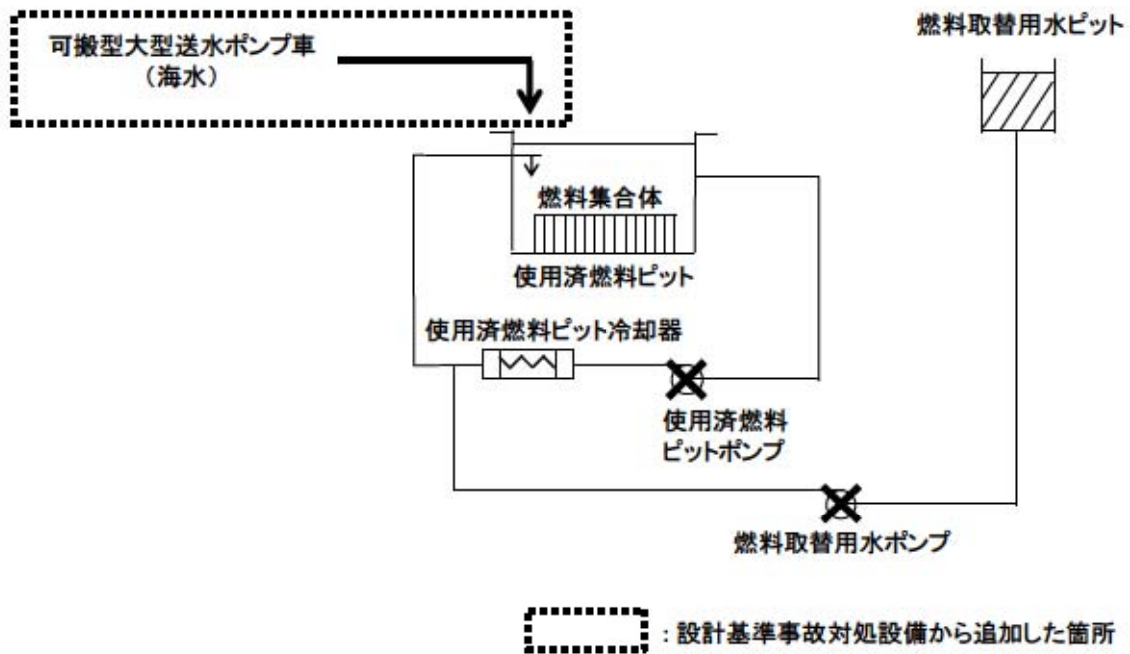 可搬型大型送水ポンプ車
（海水）
燃料取替用水ピット
燃料集合体
使用済燃料ピット
使用済燃料ピット冷却器
使用済燃料
ピットポンプ
燃料取替用水ポンプ
：設計基準事故対処設備から追加した箇所